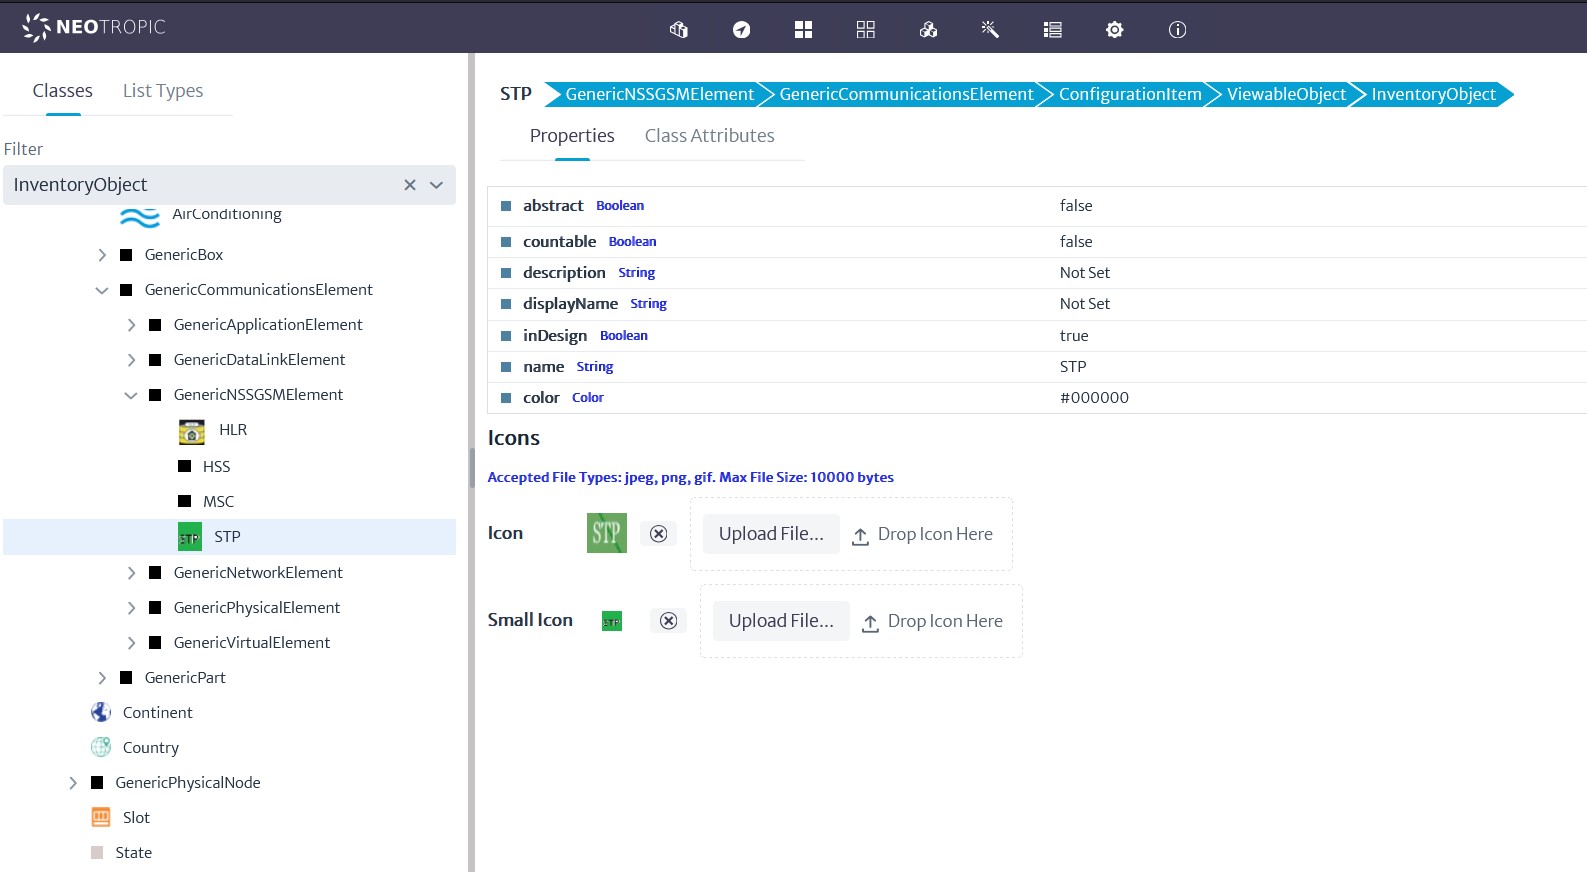 NEOTROPIC
Classes List Types
Filter
InventoryObject
AirConditioning
GenericBox
GenericCommunicationsElement
GenericApplicationElement
GenericDataLinkElement
GenericNSSGSMElement
HLR
HSS
MSC
STP STP
GenericNetworkElement
GenericPhysicalElement
GenericVirtualElement
GenericPart
Continent
Country
GenericPhysicalNode
Slot
State
STP GenericNSSGSMElement GenericCommunicationsElement ConfigurationItem ViewableObject InventoryObject
Properties Class Attributes
abstract Boolean false
countable Boolean false
description String Not Set
displayName String Not Set
inDesign Boolean true
name String STP
color Color #000000
Icons
Accepted File Types: jpeg, png, gif. Max File Size: 10000 bytes
Icon STP Upload File... Drop Icon Here
Small Icon STP Upload File... Drop Icon Here